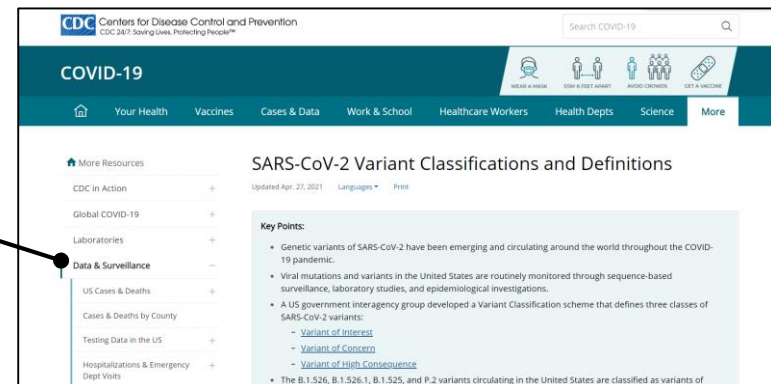 CDC Centers for Disease Control and Prevention
CDC 24/7: Saving Lives, Protecting People™
Search COVID-19
COVID-19
WEAR A MASK
STAY 6 FEET APART
AVOID CROWDS
GET A VACCINE
Your Health Vaccines Cases & Data Work & School Healthcare Workers Health Depts Science More
More Resources
CDC in Action
Global COVID-19
Laboratories
Data & Surveillance
US Cases & Deaths
Cases & Deaths by County
Testing Data in the US
Hospitalizations & Emergency
Dept Visits
SARS-CoV-2 Variant Classifications and Definitions
Updated Apr. 27, 2021 Languages Print
Key Points:
• Genetic variants of SARS-CoV-2 have been emerging and circulating around the world throughout the COVID-
19 pandemic.
• Viral mutations and variants in the United States are routinely monitored through sequence-based
surveillance, laboratory studies, and epidemiological investigations.
• A US government interagency group developed a Variant Classification scheme that defines three classes of
SARS-CoV-2 variants:
– Variant of Interest
– Variant of Concern
– Variant of High Consequence
• The B.1.526, B.1.526.1, B.1.525, and P.2 variants circulating in the United States are classified as variants of